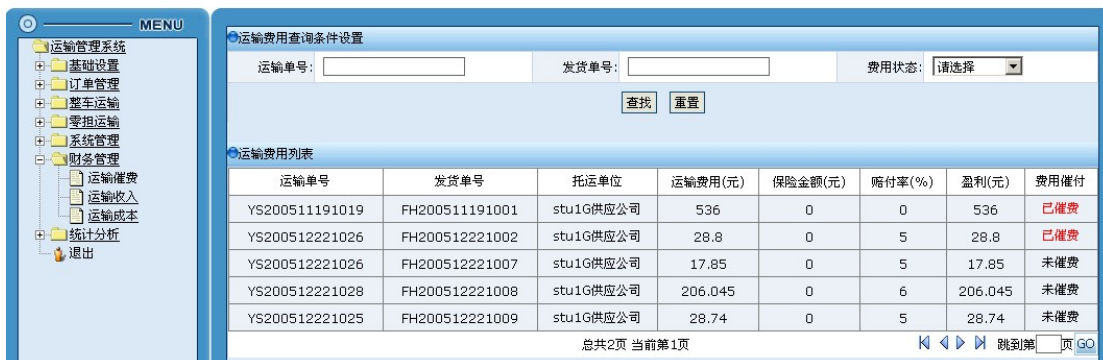 MENU
运输管理系统
基础设置
订单管理
整车运输
零担运输
系统管理
财务管理
运输催费
运输收入
运输成本
统计分析
退出
运输费用查询条件设置
运输单号: 发货单号: 费用状态: 请选择
查找 重置
运输费用列表
运输单号 发货单号 托运单位 运输费用(元) 保险金额(元) 赔付率(%) 盈利(元) 费用催付
YS200511191019 FH200511191001 stu1G供应公司 536 0 0 536 已催费
YS200512221026 FH200512221002 stu1G供应公司 28.8 0 5 28.8 已催费
YS200512221026 FH200512221007 stu1G供应公司 17.85 0 5 17.85 未催费
YS200512221028 FH200512221008 stu1G供应公司 206.045 0 6 206.045 未催费
YS200512221025 FH200512221009 stu1G供应公司 28.74 0 5 28.74 未催费
总共2页 当前第1页 跳到第 页 GO